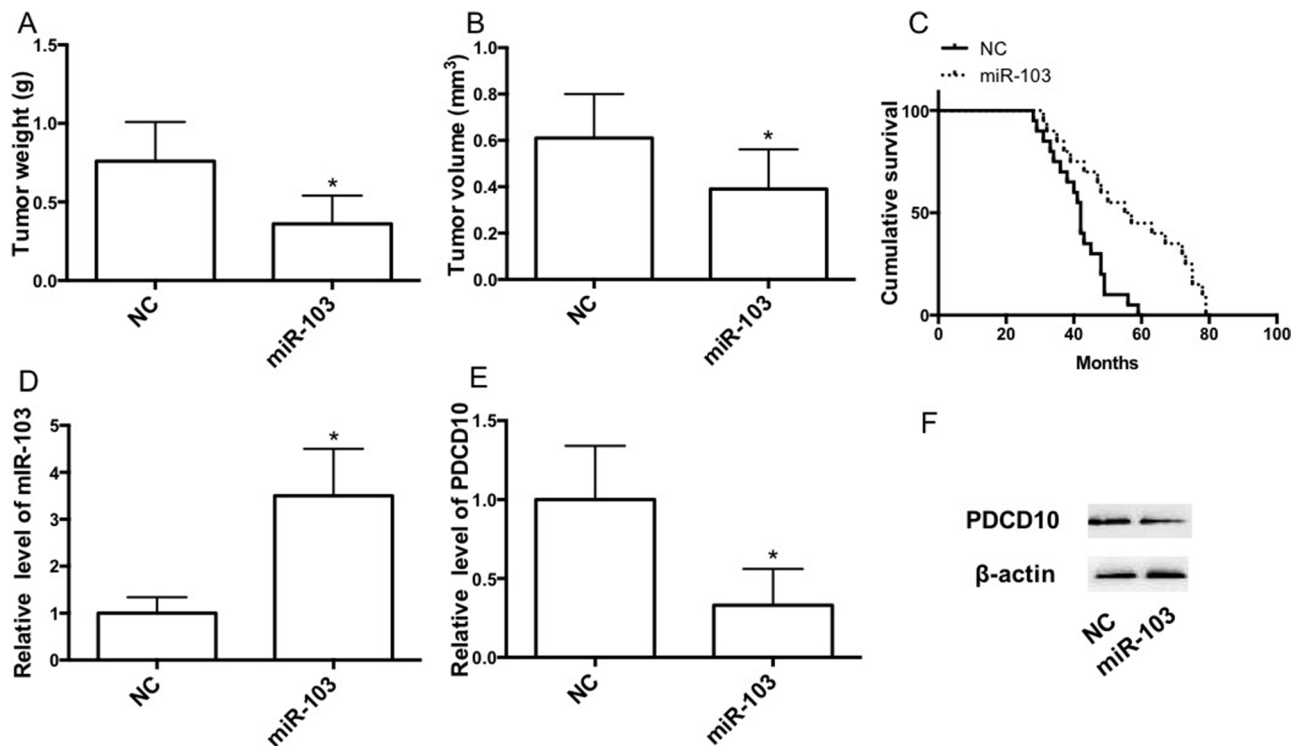 A
Tumor weight (g)
1.5
1.0
0.5
0.0
NC
miR-103
B
Tumor volume (mm³)
1.0
0.8
0.6
0.4
0.2
0.0
*
NC
miR-103
*
C
NC
miR-103
Cumulative survival
100
50
0
0
20
40
60
80
100
Months
D
Relative level of mIR-103
5
4
3
2
1
0
*
NC
miR-103
E
Relative level of PDCD10
1.5
1.0
0.5
0.0
*
NC
miR-103
F
PDCD10
β-actin
NC
miR-103